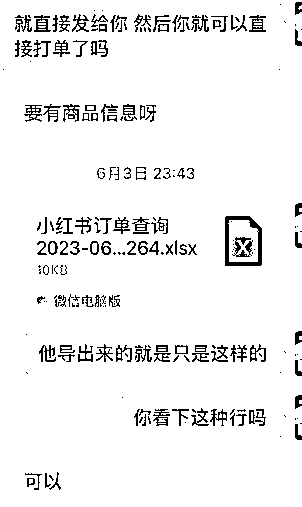 就直接发给你 然后你就可以直
接打单了吗
要有商品信息呀
6月3日 23:43
小红书订单查询
2023-06...264.xlsx
10KB
微信电脑版
他导出来的就是只是这样的
你看下这种行吗
可以